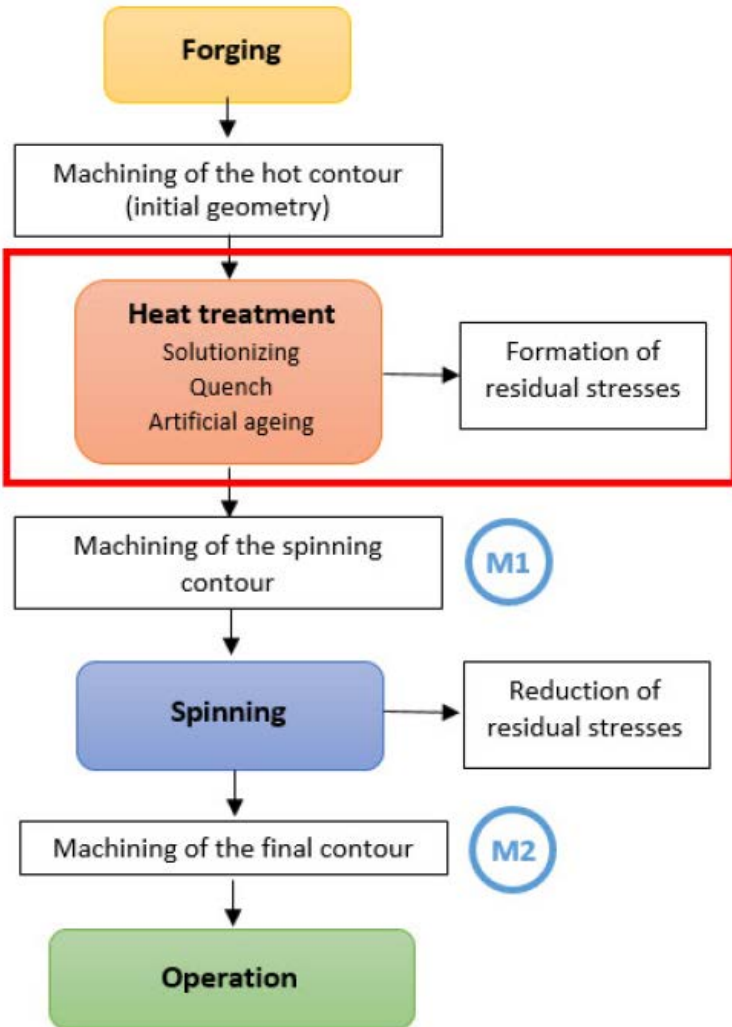 Forging
Machining of the hot contour
(initial geometry)
Heat treatment
Solutionizing
Quench
Artificial ageing
Formation of
residual stresses
Machining of the spinning
contour
M1
Spinning
Reduction of
residual stresses
Machining of the final contour
M2
Operation